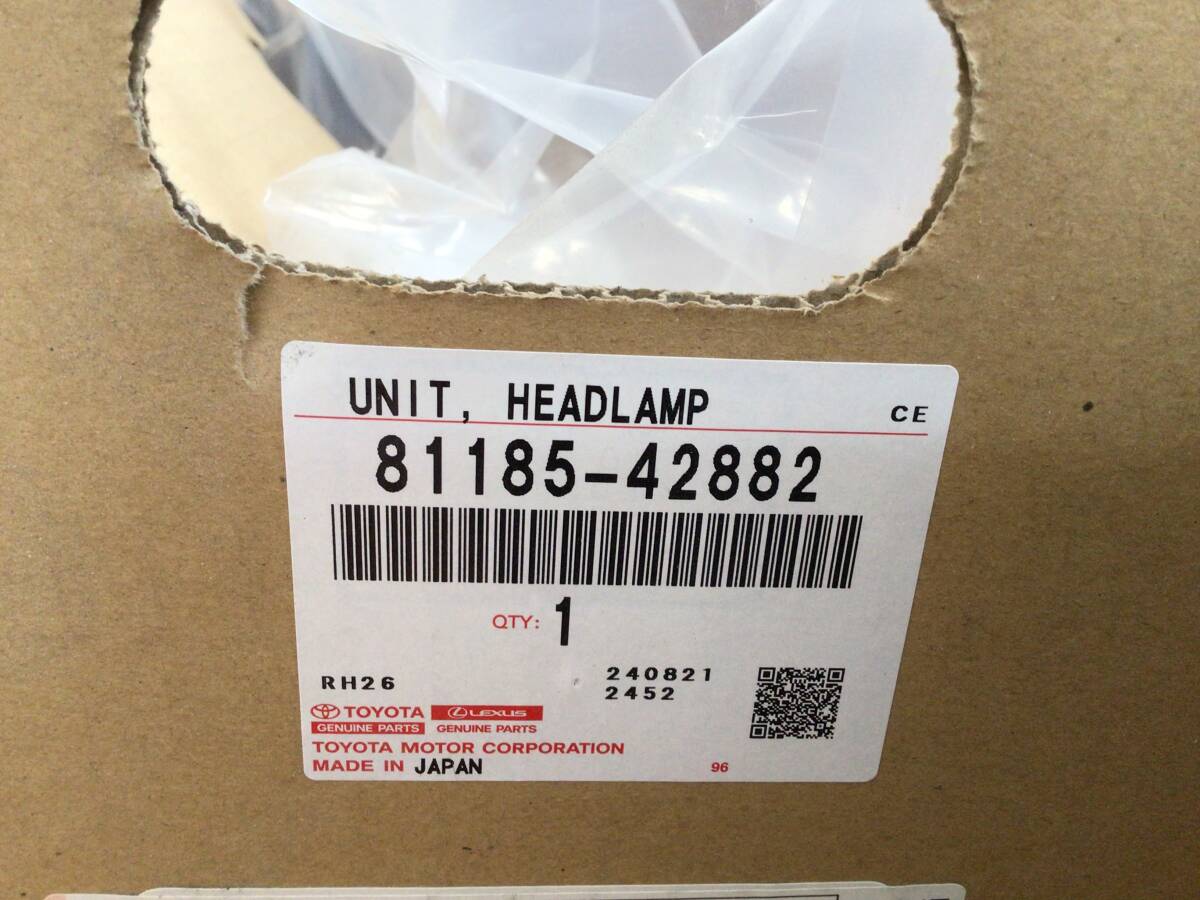 UNIT, HEADLAMP
CE
81185-42882
QTY: 1
RH26
240821
2452
TOYOTA LEXUS
GENUINE PARTS GENUINE PARTS
TOYOTA MOTOR CORPORATION
MADE IN JAPAN
96